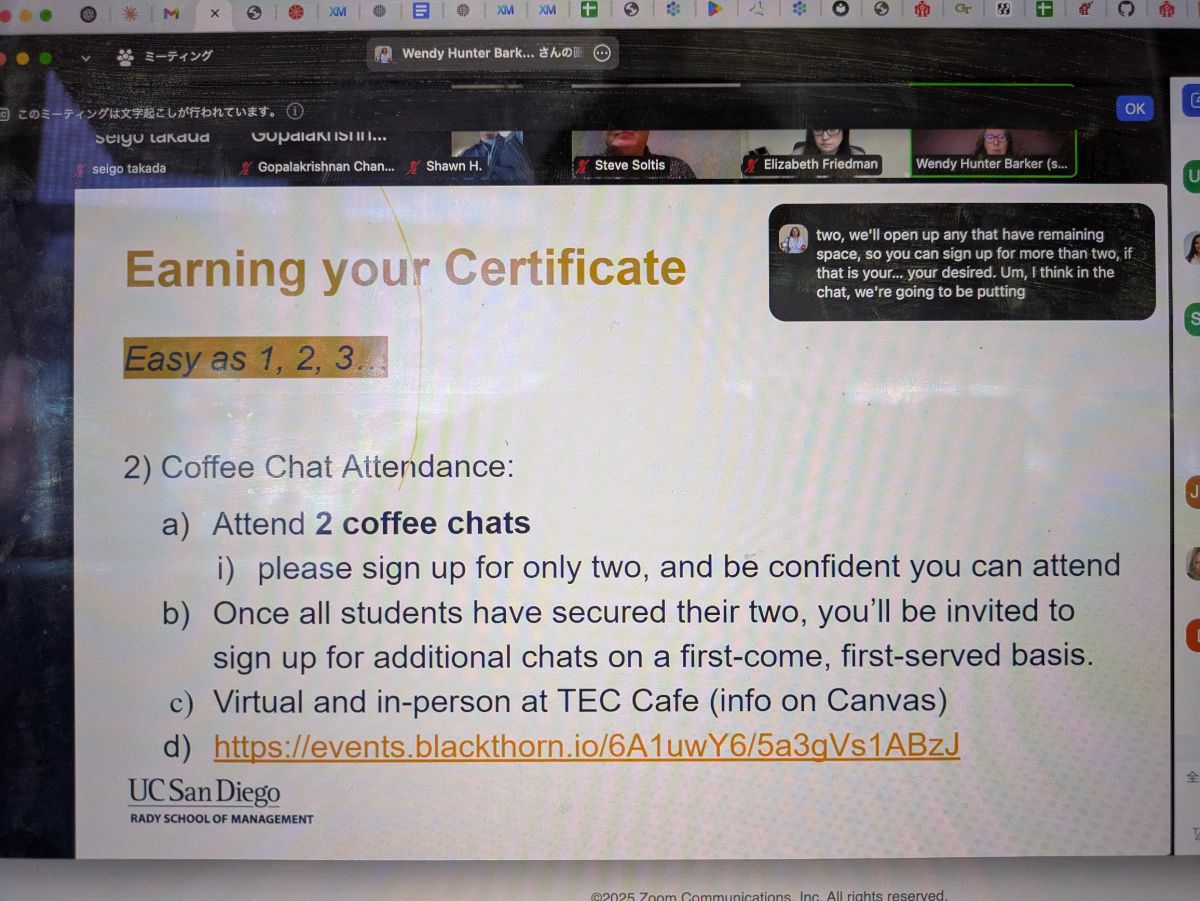 ミーティング
Wendy Hunter Bark... さんの
このミーティングは文字起こしが行われています。
OK
seigo takada
Gopalakrishnan...
seigo takada
Gopalakrishnan Chan...
Shawn H.
Steve Soltis
Elizabeth Friedman
Wendy Hunter Barker (s...
two, we'll open up any that have remaining
space, so you can sign up for more than two, if
that is your... your desired. Um, I think in the
chat, we're going to be putting
Earning your Certificate
Easy as 1, 2, 3...
2) Coffee Chat Attendance:
a) Attend 2 coffee chats
i) please sign up for only two, and be confident you can attend
b) Once all students have secured their two, you’ll be invited to
sign up for additional chats on a first-come, first-served basis.
c) Virtual and in-person at TEC Cafe (info on Canvas)
d) https://events.blackthorn.io/6A1uwY6/5a3gVs1ABzJ
UC San Diego
RADY SCHOOL OF MANAGEMENT
©2025 Zoom Communications, Inc. All rights reserved.